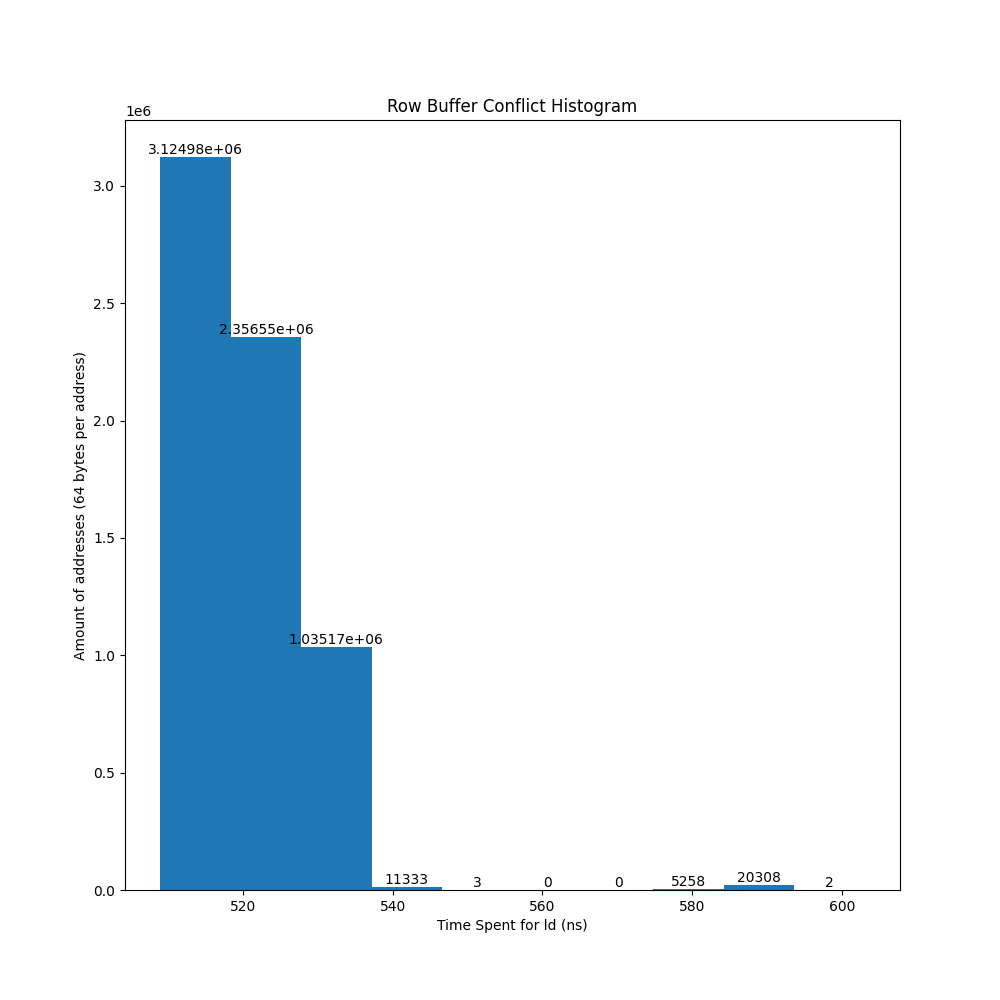 Row Buffer Conflict Histogram
1e6
3.12498e+06
3.0
2.5
2.35655e+06
2.0
1.5
1.0
1.03517e+06
0.5
0.0
11333
3
0
0
5258
20308
2
520
540
560
580
600
Time Spent for ld (ns)
Amount of addresses (64 bytes per address)